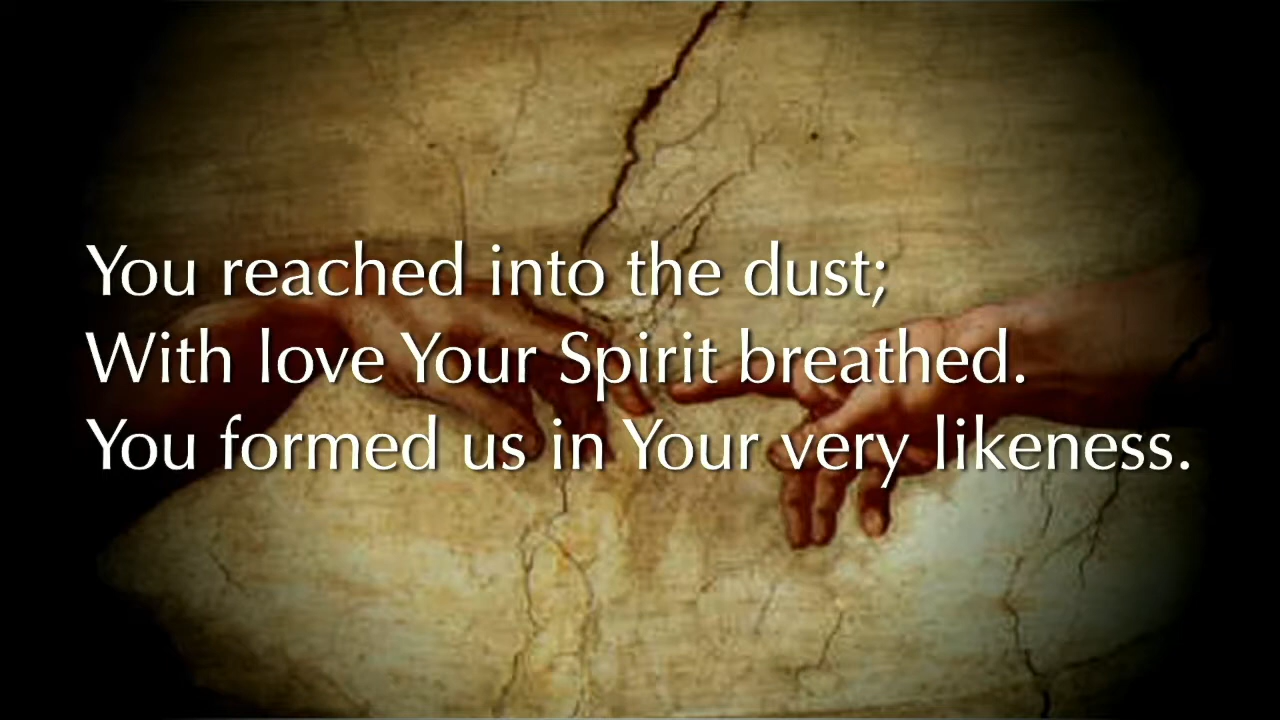 You reached into the dust;
With love Your Spirit breathed.
You formed us in Your very likeness.